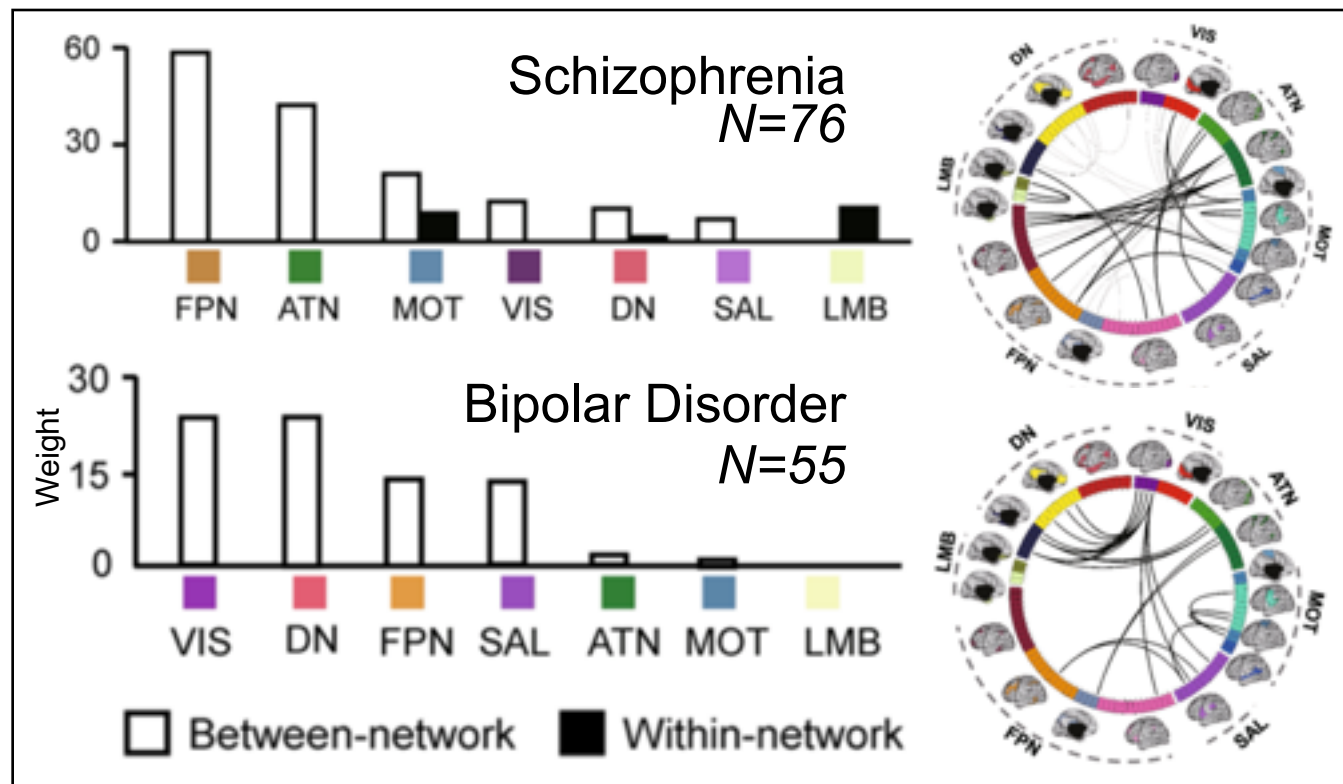 60
30
0
Schizophrenia
N=76
FPN ATN MOT VIS DN SAL LMB
DN
VIS
ATN
LMB
MOT
FPN
SAL
30
15
0
Weight
Bipolar Disorder
N=55
VIS DN FPN SAL ATN MOT LMB
DN
VIS
ATN
LMB
MOT
FPN
SAL
Between-network
Within-network